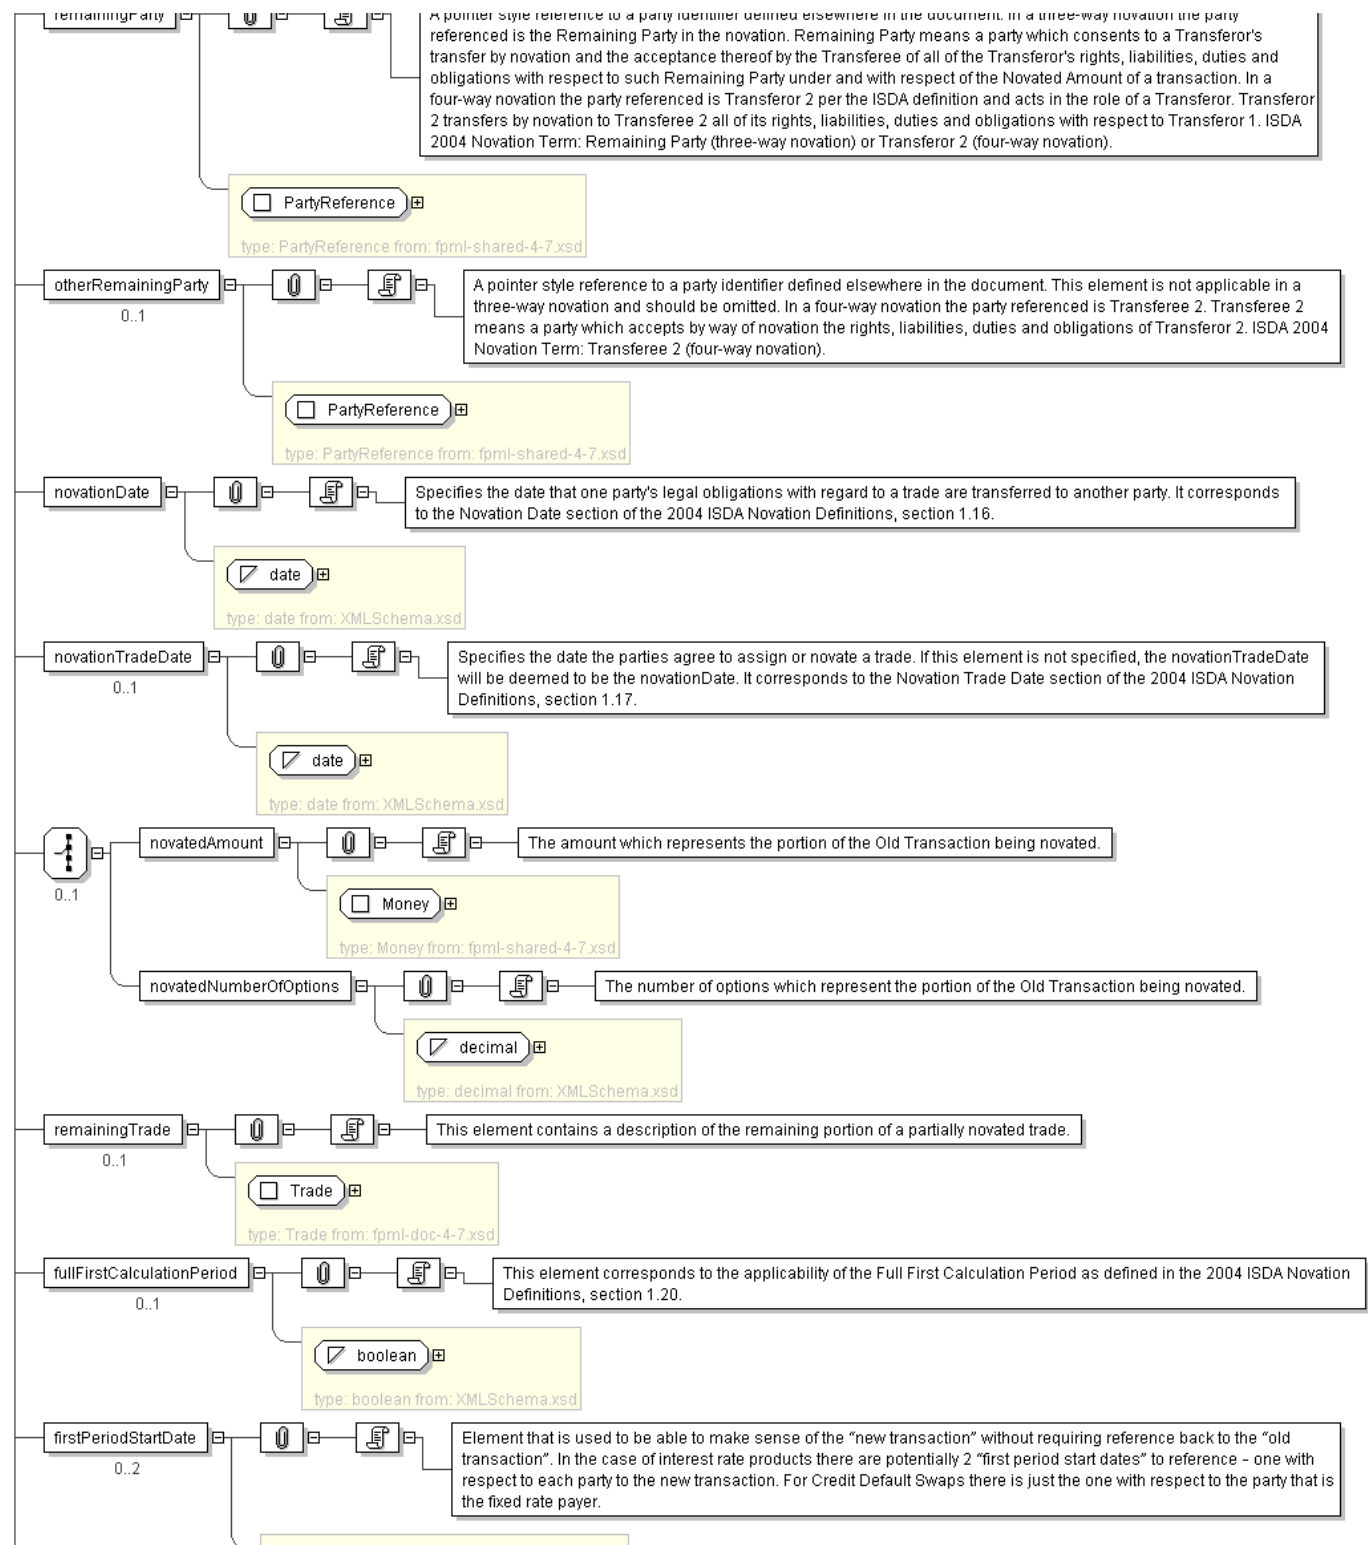 remainingParty
A pointer style reference to a party identifier defined elsewhere in the document. In a three-way novation the party
referenced is the Remaining Party in the novation. Remaining Party means a party which consents to a Transferor's
transfer by novation and the acceptance thereof by the Transferee of all of the Transferor's rights, liabilities, duties and
obligations with respect to such Remaining Party under and with respect of the Novated Amount of a transaction. In a
four-way novation the party referenced is Transferor 2 per the ISDA definition and acts in the role of a Transferor. Transferor
2 transfers by novation to Transferee 2 all of its rights, liabilities, duties and obligations with respect to Transferor 1. ISDA
2004 Novation Term: Remaining Party (three-way novation) or Transferor 2 (four-way novation).
PartyReference
type: PartyReference from: fpml-shared-4-7.xsd
otherRemainingParty
0..1
A pointer style reference to a party identifier defined elsewhere in the document. This element is not applicable in a
three-way novation and should be omitted. In a four-way novation the party referenced is Transferee 2. Transferee 2
means a party which accepts by way of novation the rights, liabilities, duties and obligations of Transferor 2. ISDA 2004
Novation Term: Transferee 2 (four-way novation).
PartyReference
type: PartyReference from: fpml-shared-4-7.xsd
novationDate
Specifies the date that one party's legal obligations with regard to a trade are transferred to another party. It corresponds
to the Novation Date section of the 2004 ISDA Novation Definitions, section 1.16.
date
type: date from: XMLSchema.xsd
novationTradeDate
0..1
Specifies the date the parties agree to assign or novate a trade. If this element is not specified, the novationTradeDate
will be deemed to be the novationDate. It corresponds to the Novation Trade Date section of the 2004 ISDA Novation
Definitions, section 1.17.
date
type: date from: XMLSchema.xsd
0..1
novatedAmount
The amount which represents the portion of the Old Transaction being novated.
Money
type: Money from: fpml-shared-4-7.xsd
novatedNumberOfOptions
The number of options which represent the portion of the Old Transaction being novated.
decimal
type: decimal from: XMLSchema.xsd
remainingTrade
0..1
This element contains a description of the remaining portion of a partially novated trade.
Trade
type: Trade from: fpml-doc-4-7.xsd
fullFirstCalculationPeriod
0..1
This element corresponds to the applicability of the Full First Calculation Period as defined in the 2004 ISDA Novation
Definitions, section 1.20.
boolean
type: boolean from: XMLSchema.xsd
firstPeriodStartDate
0..2
Element that is used to be able to make sense of the “new transaction” without requiring reference back to the “old
transaction”. In the case of interest rate products there are potentially 2 “first period start dates” to reference – one with
respect to each party to the new transaction. For Credit Default Swaps there is just the one with respect to the party that is
the fixed rate payer.